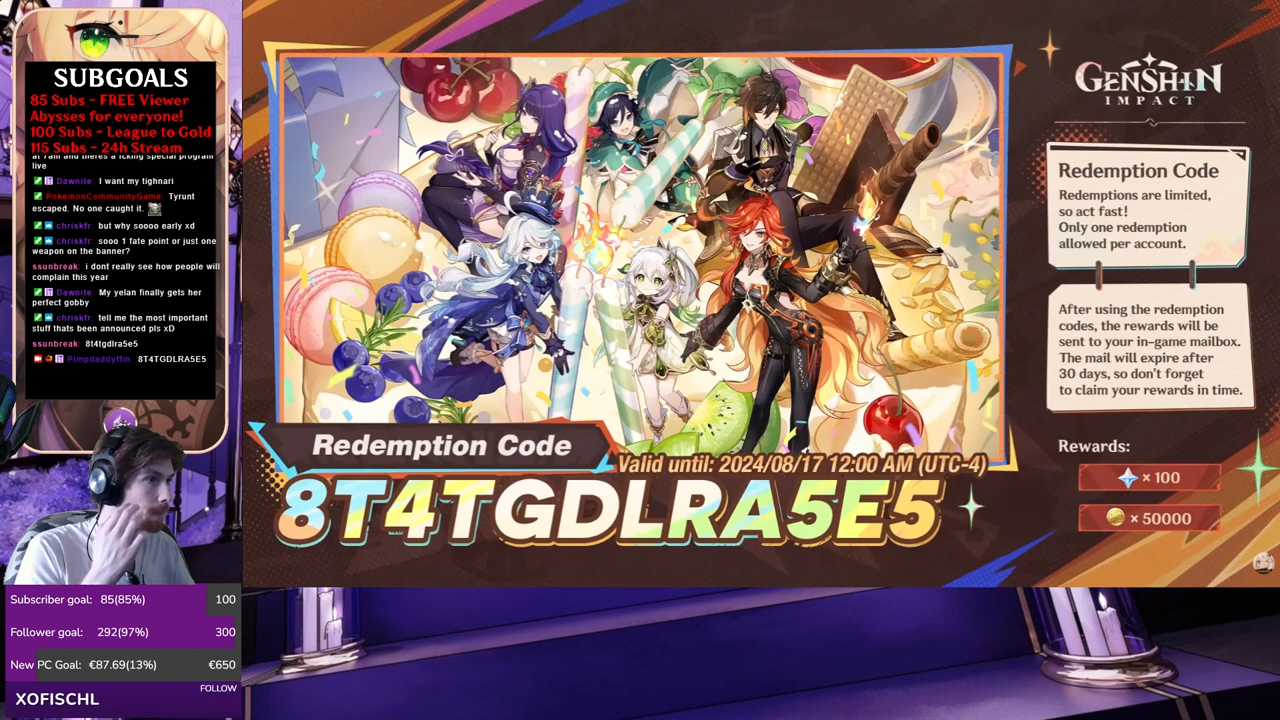 SUBGOALS
85 Subs - FREE Viewer
Abysses for everyone!
100 Subs - League to Gold
115 Subs - 24h Stream
at 7am and theres a fcking special program
live
Dawnite: I want my tighnari
PokemonCommunityGame: Tyrunt
escaped. No one caught it.
chriskfr: but why soooo early xd
chriskfr: sooo 1 fate point or just one
weapon on the banner?
ssunbreak: i dont really see how people will
complain this year
Dawnite: My yelan finally gets her
perfect gobby
chriskfr: tell me the most important
stuff thats been announced pls xD
ssunbreak: 8t4tgdlra5e5
Pimpdaddyffm: 8T4TGDLRA5E5
Subscriber goal: 85(85%) 100
Follower goal: 292(97%) 300
New PC Goal: €87.69(13%) €650
FOLLOW
XOFISCHL
Redemption Code
Valid until: 2024/08/17 12:00 AM (UTC-4)
8T4TGDLRA5E5
GENSHIN
IMPACT
Redemption Code
Redemptions are limited,
so act fast!
Only one redemption
allowed per account.
After using the redemption
codes, the rewards will be
sent to your in-game mailbox.
The mail will expire after
30 days, so don't forget
to claim your rewards in time.
Rewards:
× 100
× 50000